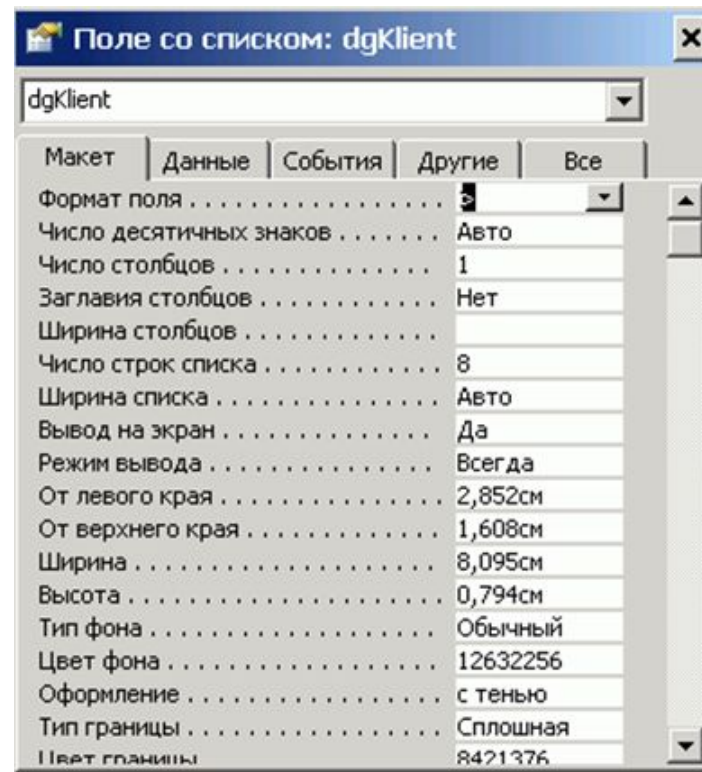 Поле со списком: dgKlient
dgKlient
Макет Данные События Другие Все
Формат поля . . . . . . . . . . . . . . . . . . >
Число десятичных знаков . . . . . . . Авто
Число столбцов . . . . . . . . . . . . . . 1
Заглавия столбцов . . . . . . . . . . . . Нет
Ширина столбцов . . . . . . . . . . . . .
Число строк списка . . . . . . . . . . . . 8
Ширина списка . . . . . . . . . . . . . . . Авто
Вывод на экран . . . . . . . . . . . . . . Да
Режим вывода . . . . . . . . . . . . . . . Всегда
От левого края . . . . . . . . . . . . . . . 2,852см
От верхнего края . . . . . . . . . . . . . 1,608см
Ширина . . . . . . . . . . . . . . . . . . . . 8,095см
Высота . . . . . . . . . . . . . . . . . . . . . 0,794см
Тип фона . . . . . . . . . . . . . . . . . . . Обычный
Цвет фона . . . . . . . . . . . . . . . . . . 12632256
Оформление . . . . . . . . . . . . . . . . . с тенью
Тип границы . . . . . . . . . . . . . . . . . Сплошная
Цвет границы 8421376